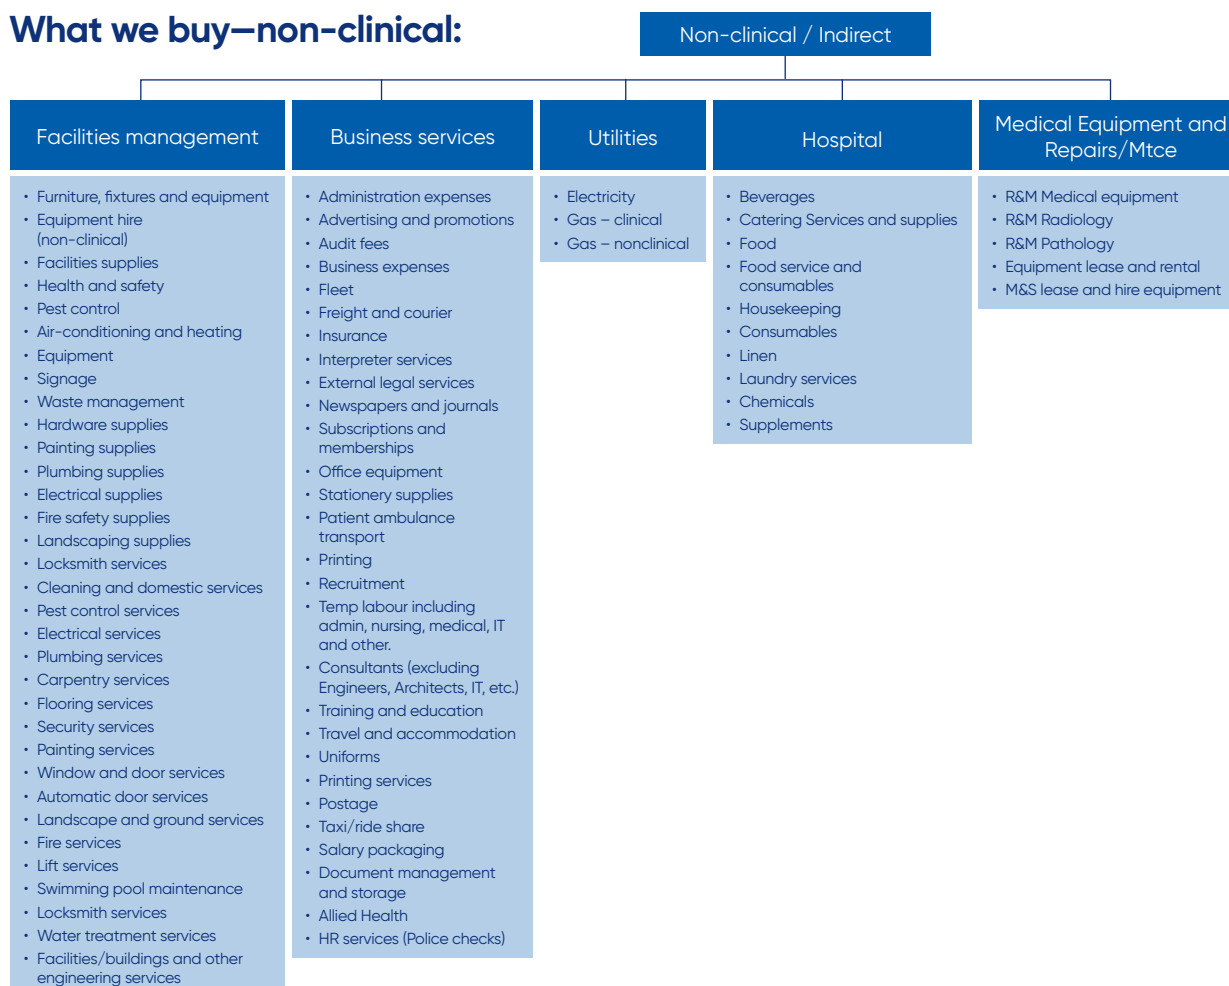 What we buy—non-clinical:
Non-clinical / Indirect
Facilities management
• Furniture, fixtures and equipment
• Equipment hire
(non-clinical)
• Facilities supplies
• Health and safety
• Pest control
• Air-conditioning and heating
• Equipment
• Signage
• Waste management
• Hardware supplies
• Painting supplies
• Plumbing supplies
• Electrical supplies
• Fire safety supplies
• Landscaping supplies
• Locksmith services
• Cleaning and domestic services
• Pest control services
• Electrical services
• Plumbing services
• Carpentry services
• Flooring services
• Security services
• Painting services
• Window and door services
• Automatic door services
• Landscape and ground services
• Fire services
• Lift services
• Swimming pool maintenance
• Locksmith services
• Water treatment services
• Facilities/buildings and other
engineering services
Business services
• Administration expenses
• Advertising and promotions
• Audit fees
• Business expenses
• Fleet
• Freight and courier
• Insurance
• Interpreter services
• External legal services
• Newspapers and journals
• Subscriptions and
memberships
• Office equipment
• Stationery supplies
• Patient ambulance
transport
• Printing
• Recruitment
• Temp labour including
admin, nursing, medical, IT
and other.
• Consultants (excluding
Engineers, Architects, IT, etc.)
• Training and education
• Travel and accommodation
• Uniforms
• Printing services
• Postage
• Taxi/ride share
• Salary packaging
• Document management
and storage
• Allied Health
• HR services (Police checks)
Utilities
• Electricity
• Gas – clinical
• Gas – nonclinical
Hospital
• Beverages
• Catering Services and supplies
• Food
• Food service and
consumables
• Housekeeping
• Consumables
• Linen
• Laundry services
• Chemicals
• Supplements
Medical Equipment and
Repairs/Mtce
• R&M Medical equipment
• R&M Radiology
• R&M Pathology
• Equipment lease and rental
• M&S lease and hire equipment